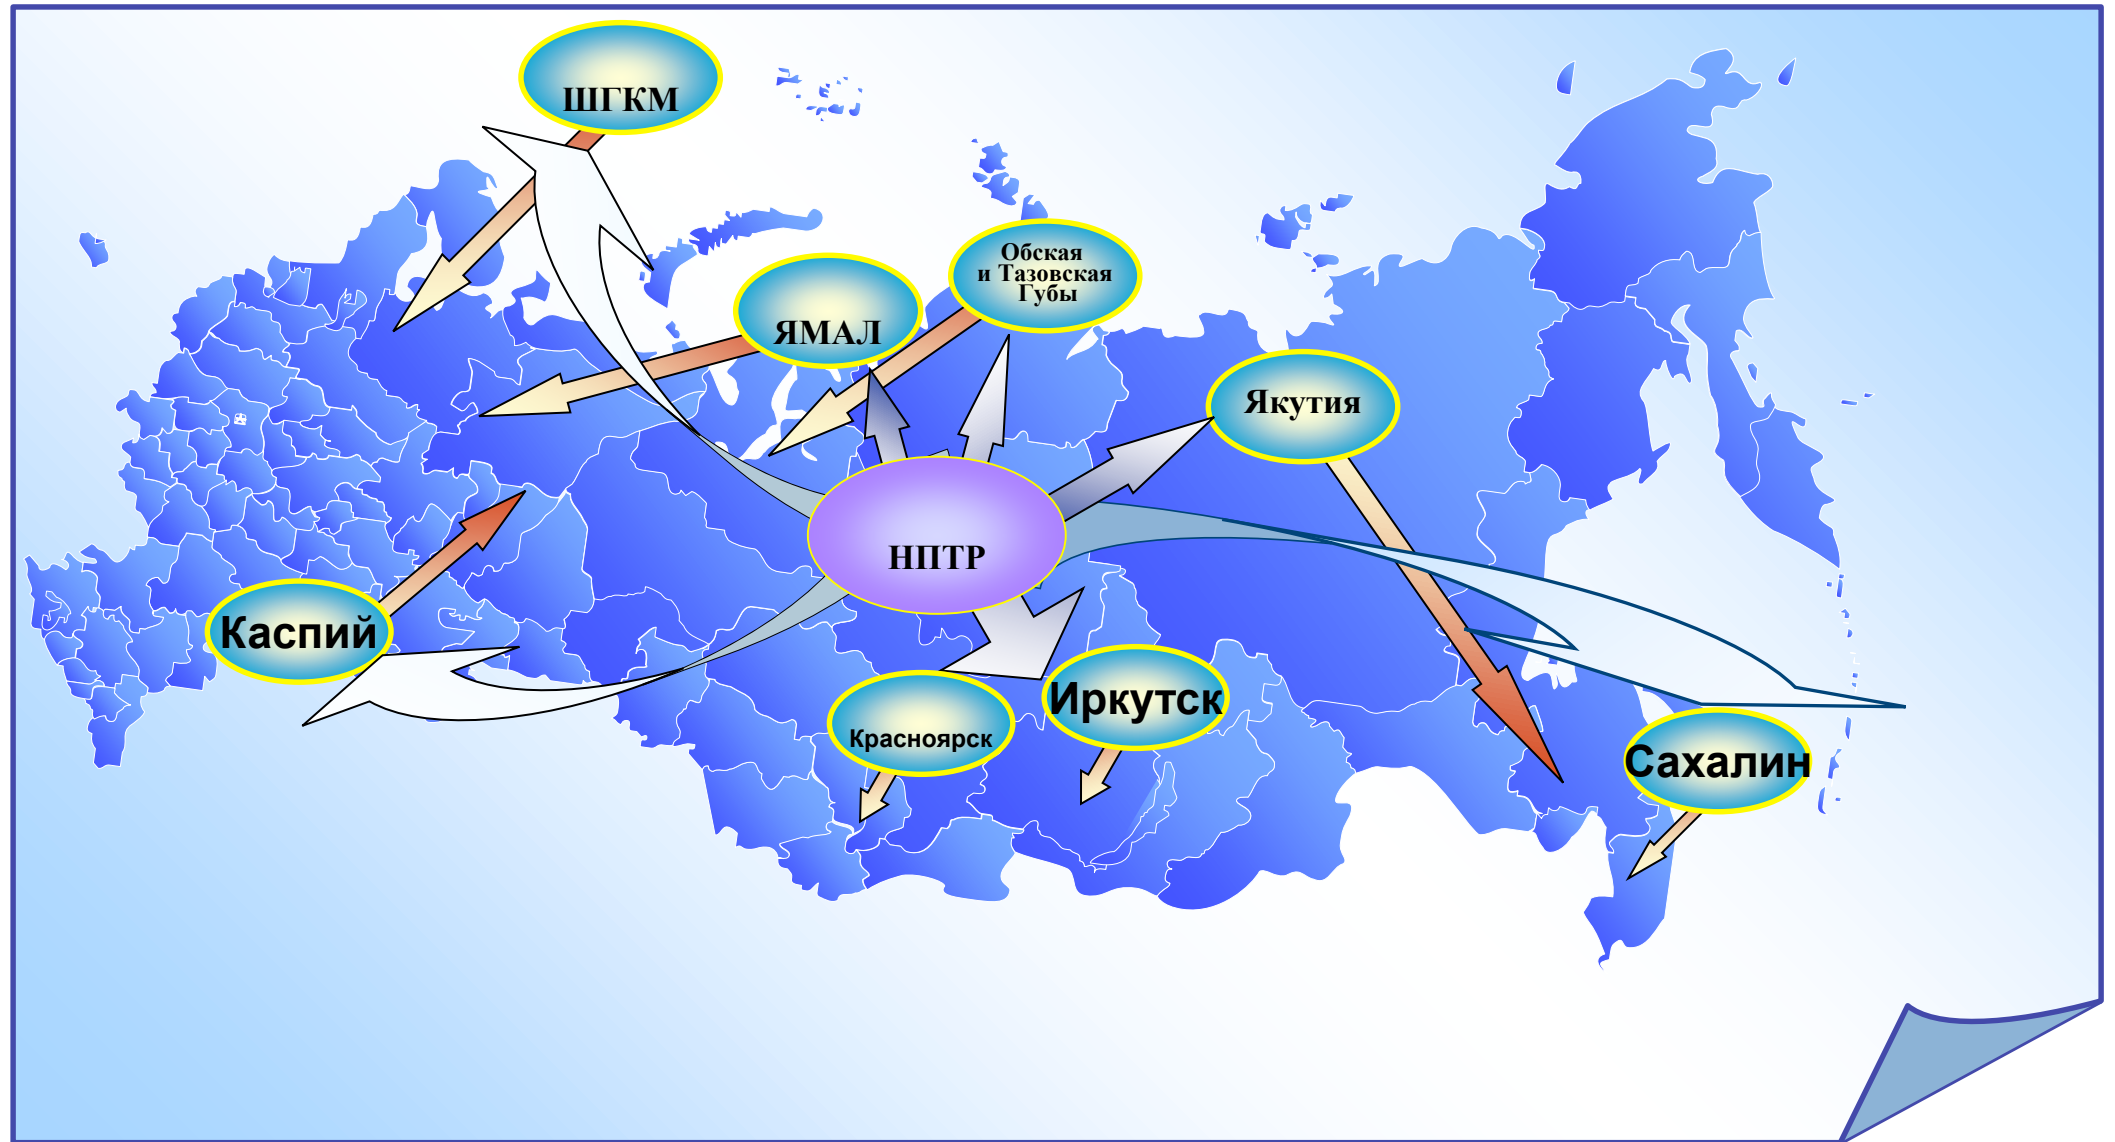 ШГКМ
Обская
и Тазовская
Губы
ЯМАЛ
Якутия
НПТР
Каспий
Иркутск
Красноярск
Сахалин